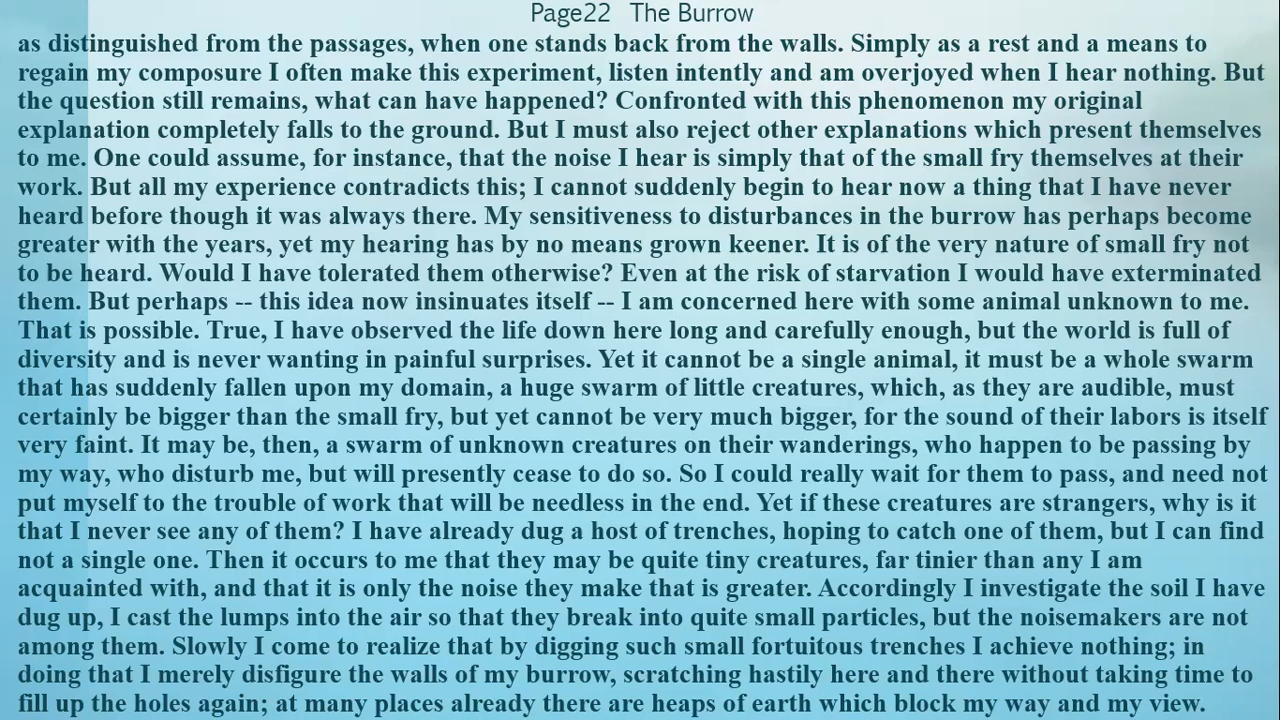 Page22 The Burrow
as distinguished from the passages, when one stands back from the walls. Simply as a rest and a means to
regain my composure I often make this experiment, listen intently and am overjoyed when I hear nothing. But
the question still remains, what can have happened? Confronted with this phenomenon my original
explanation completely falls to the ground. But I must also reject other explanations which present themselves
to me. One could assume, for instance, that the noise I hear is simply that of the small fry themselves at their
work. But all my experience contradicts this; I cannot suddenly begin to hear now a thing that I have never
heard before though it was always there. My sensitiveness to disturbances in the burrow has perhaps become
greater with the years, yet my hearing has by no means grown keener. It is of the very nature of small fry not
to be heard. Would I have tolerated them otherwise? Even at the risk of starvation I would have exterminated
them. But perhaps -- this idea now insinuates itself -- I am concerned here with some animal unknown to me.
That is possible. True, I have observed the life down here long and carefully enough, but the world is full of
diversity and is never wanting in painful surprises. Yet it cannot be a single animal, it must be a whole swarm
that has suddenly fallen upon my domain, a huge swarm of little creatures, which, as they are audible, must
certainly be bigger than the small fry, but yet cannot be very much bigger, for the sound of their labors is itself
very faint. It may be, then, a swarm of unknown creatures on their wanderings, who happen to be passing by
my way, who disturb me, but will presently cease to do so. So I could really wait for them to pass, and need not
put myself to the trouble of work that will be needless in the end. Yet if these creatures are strangers, why is it
that I never see any of them? I have already dug a host of trenches, hoping to catch one of them, but I can find
not a single one. Then it occurs to me that they may be quite tiny creatures, far tinier than any I am
acquainted with, and that it is only the noise they make that is greater. Accordingly I investigate the soil I have
dug up, I cast the lumps into the air so that they break into quite small particles, but the noisemakers are not
among them. Slowly I come to realize that by digging such small fortuitous trenches I achieve nothing; in
doing that I merely disfigure the walls of my burrow, scratching hastily here and there without taking time to
fill up the holes again; at many places already there are heaps of earth which block my way and my view.